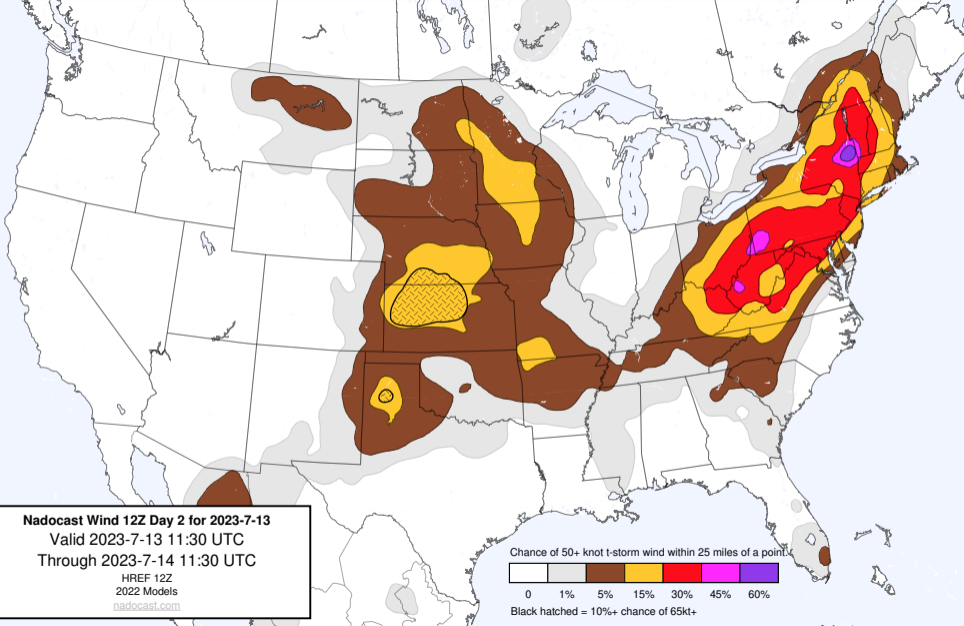 Nadocast Wind 12Z Day 2 for 2023-7-13
Valid 2023-7-13 11:30 UTC
Through 2023-7-14 11:30 UTC
HREF 12Z
2022 Models
nadocast.com
Chance of 50+ knot t-storm wind within 25 miles of a point.
0 1% 5% 15% 30% 45% 60%
Black hatched = 10%+ chance of 65kt+